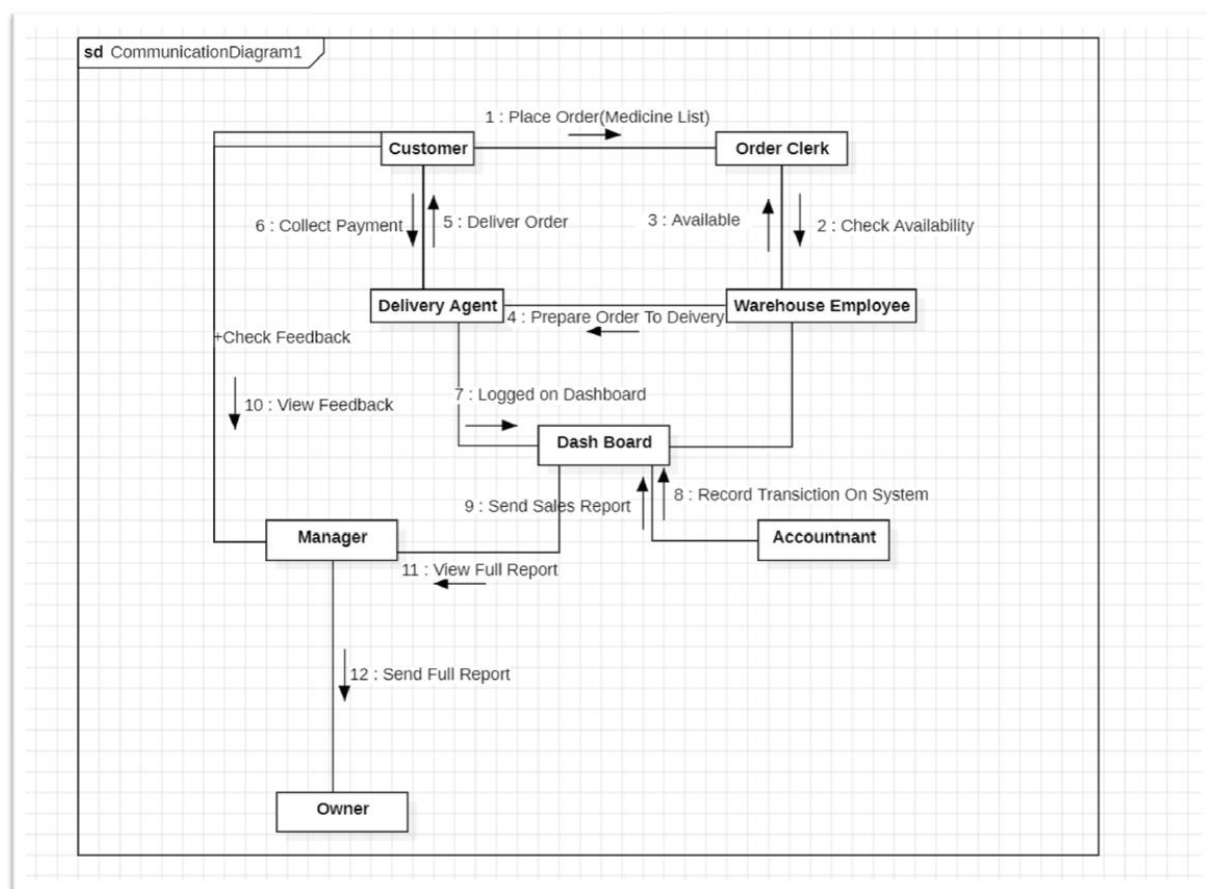 sd CommunicationDiagram1
1 : Place Order(Medicine List)
Customer
Order Clerk
6 : Collect Payment
5 : Deliver Order
3 : Available
2 : Check Availability
Delivery Agent
Warehouse Employee
4 : Prepare Order To Deivery
+Check Feedback
7 : Logged on Dashboard
10 : View Feedback
Dash Board
9 : Send Sales Report
8 : Record Transiction On System
Manager
Accountnant
11 : View Full Report
12 : Send Full Report
Owner